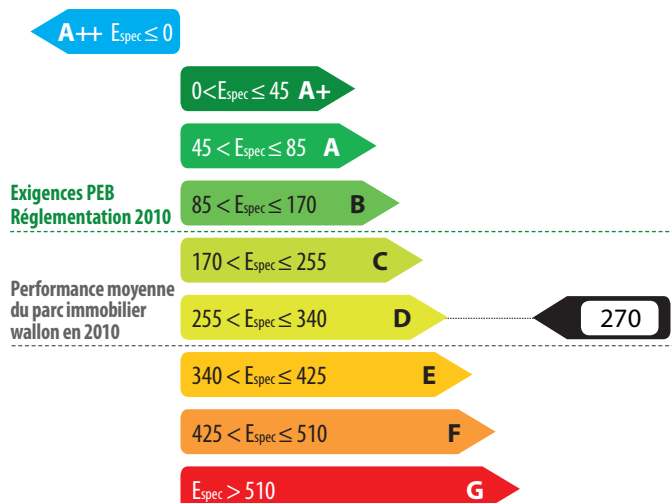 A++ Espec ≤ 0
0<Espec ≤ 45 A+
45 < Espec ≤ 85 A
Exigences PEB
Réglementation 2010
85 < Espec ≤ 170 B
170 < Espec ≤ 255 C
Performance moyenne
du parc immobilier
wallon en 2010
255 < Espec ≤ 340 D
270
340 < Espec ≤ 425 E
425 < Espec ≤ 510 F
Espec > 510 G